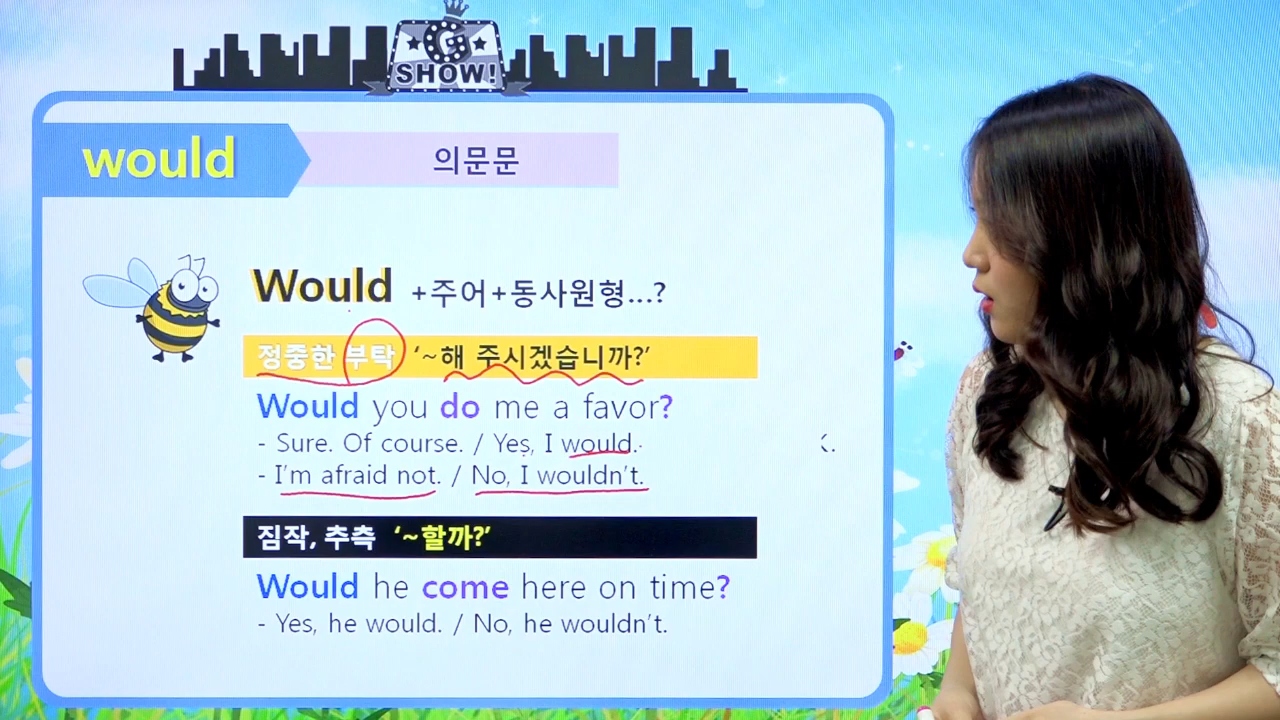 G
SHOW!
would 의문문
Would +주어+동사원형...?
정중한 부탁 ‘~해 주시겠습니까?’
Would you do me a favor?
- Sure. Of course. / Yes, I would.
- I’m afraid not. / No, I wouldn’t.
짐작, 추측 ‘~할까?’
Would he come here on time?
- Yes, he would. / No, he wouldn’t.